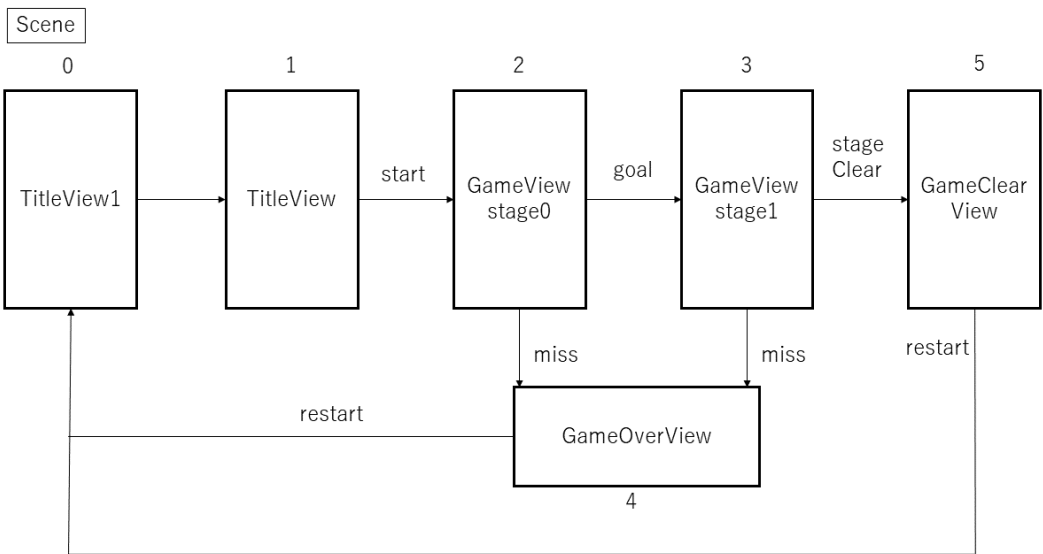 Scene
0
1
2
3
5
TitleView1
TitleView
start
GameView
stage0
goal
GameView
stage1
stage
Clear
GameClear
View
miss
miss
restart
restart
GameOverView
4